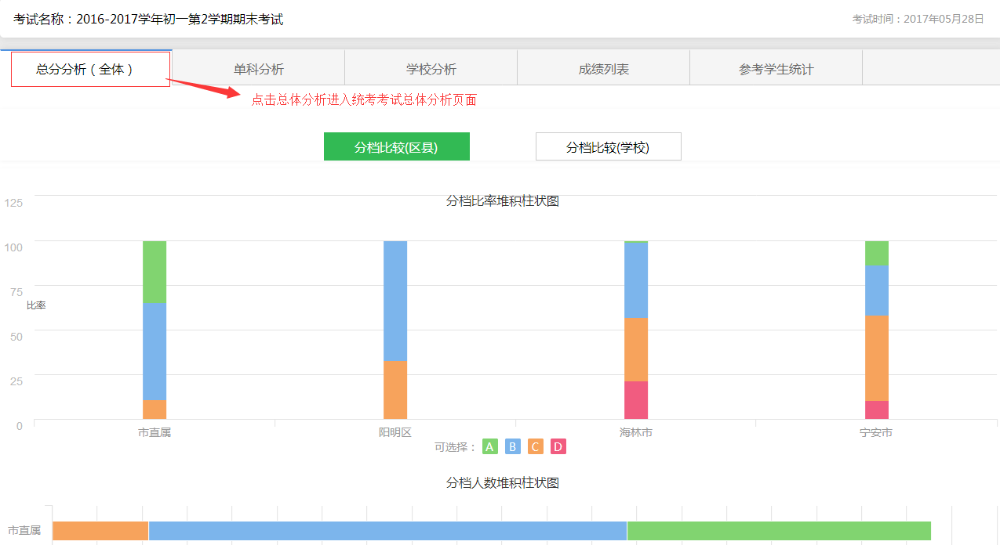 考试名称：2016-2017学年初一第2学期期末考试
考试时间：2017年05月28日
总分分析（全体）
单科分析
学校分析
成绩列表
参考学生统计
点击总体分析进入统考考试总体分析页面
分档比较(区县)
分档比较(学校)
分档比率堆积柱状图
125
100
75
比率
50
25
0
市直属
阳明区
海林市
宁安市
可选择：
A
B
C
D
分档人数堆积柱状图
市直属